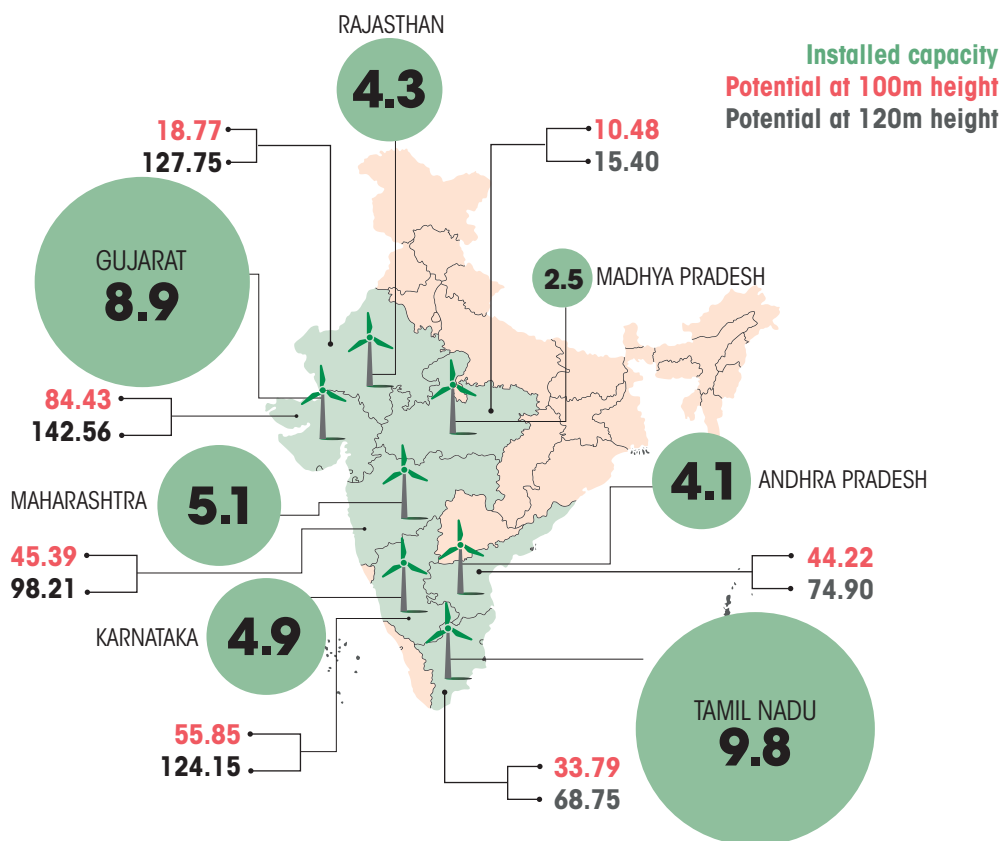 RAJASTHAN
4.3
Installed capacity
Potential at 100m height
Potential at 120m height
18.77
127.75
10.48
15.40
GUJARAT
8.9
2.5
MADHYA PRADESH
84.43
142.56
MAHARASHTRA
5.1
4.1
ANDHRA PRADESH
45.39
98.21
44.22
74.90
KARNATAKA
4.9
TAMIL NADU
9.8
55.85
124.15
33.79
68.75